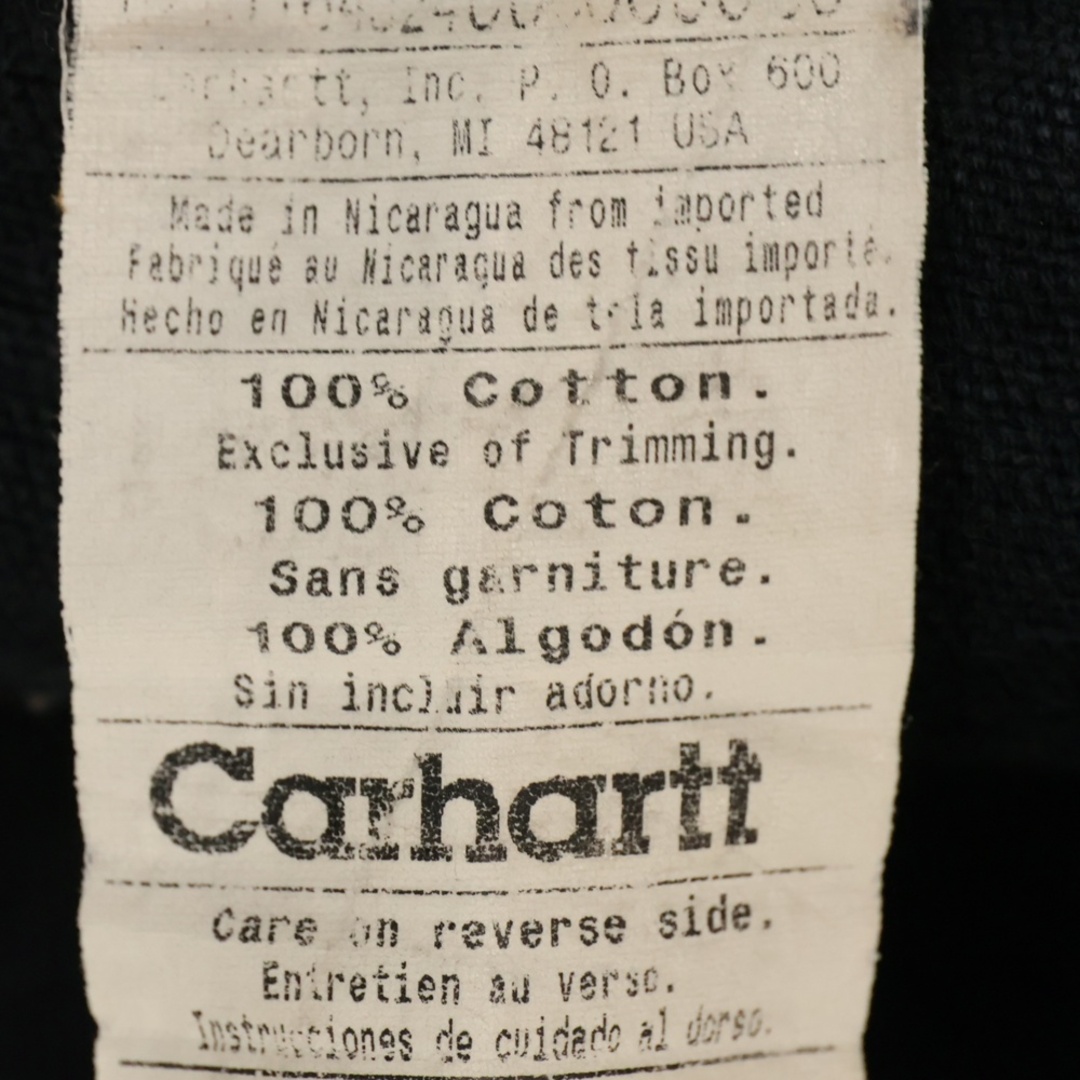 Carhartt, Inc. P. O. Box 600
Dearborn, MI 48121 USA
Made in Nicaragua from imported
Fabriqué au Nicaragua des tissu importé.
Hecho en Nicaragua de tela importada.
100% Cotton.
Exclusive of Trimming.
100% Coton.
Sans garniture.
100% Algodón.
Sin incluir adorno.
Carhartt
Care on reverse side.
Entretien au verso.
Instrucciones de cuidado al dorso.